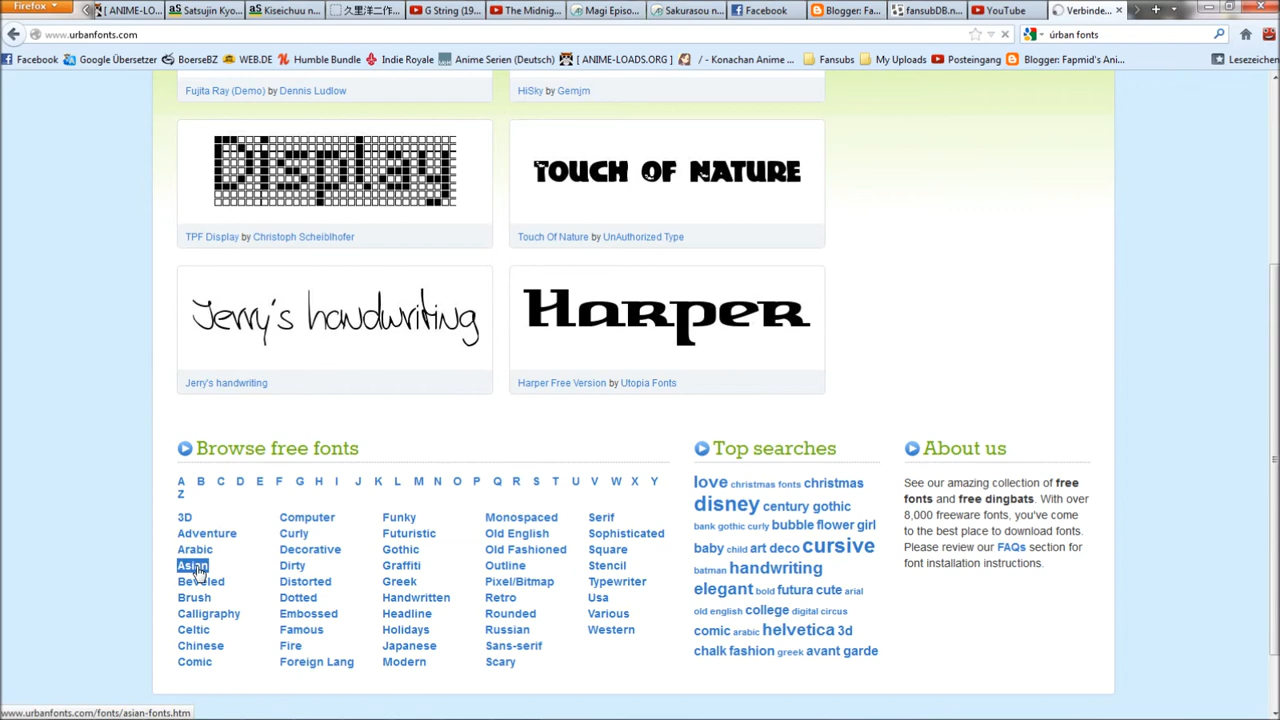 Firefox
[ ANIME-LO...
Satsujin Kyo...
Kiseichuu n...
久里洋二作...
G String (19...
The Midnig...
Magi Episo...
Sakurasou n...
Facebook
Blogger: Fa...
fansubDB.n...
YouTube
Verbinde...
www.urbanfonts.com
úrban fonts
Facebook
Google Übersetzer
BoerseBZ
WEB.DE
Humble Bundle
Indie Royale
Anime Serien (Deutsch)
[ ANIME-LOADS.ORG ]
/ - Konachan Anime ...
Fansubs
My Uploads
Posteingang
Blogger: Fapmid's Ani...
Lesezeichen
Fujita Ray (Demo) by Dennis Ludlow
HiSky by Gemjm
Display
TOUCH OF NATURE
TPF Display by Christoph Scheiblhofer
Touch Of Nature by UnAuthorized Type
Jerry's handwriting
Harper
Jerry's handwriting
Harper Free Version by Utopia Fonts
Browse free fonts
A B C D E F G H I J K L M N O P Q R S T U V W X Y
Z
3D
Adventure
Arabic
Asian
Beveled
Brush
Calligraphy
Celtic
Chinese
Comic
Computer
Curly
Decorative
Dirty
Distorted
Dotted
Embossed
Famous
Fire
Foreign Lang
Funky
Futuristic
Gothic
Graffiti
Greek
Handwritten
Headline
Holidays
Japanese
Modern
Monospaced
Old English
Old Fashioned
Outline
Pixel/Bitmap
Retro
Rounded
Russian
Sans-serif
Scary
Serif
Sophisticated
Square
Stencil
Typewriter
Usa
Various
Western
Top searches
love christmas fonts christmas
disney century gothic
bank gothic curly bubble flower girl
baby child art deco cursive
batman handwriting
elegant bold futura cute arial
old english college digital circus
comic arabic helvetica 3d
chalk fashion greek avant garde
About us
See our amazing collection of free
fonts and free dingbats. With over
8,000 freeware fonts, you've come
to the best place to download fonts.
Please review our FAQs section for
font installation instructions.
www.urbanfonts.com/fonts/asian-fonts.htm